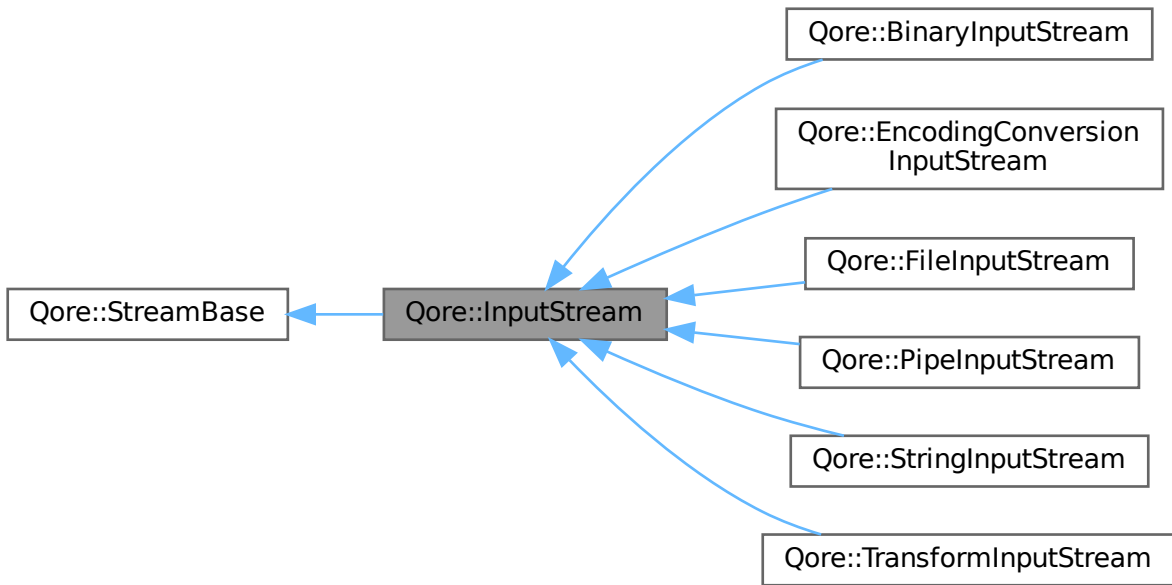 Qore::BinaryInputStream
Qore::EncodingConversion
InputStream
Qore::FileInputStream
Qore::StreamBase
Qore::InputStream
Qore::PipeInputStream
Qore::StringInputStream
Qore::TransformInputStream